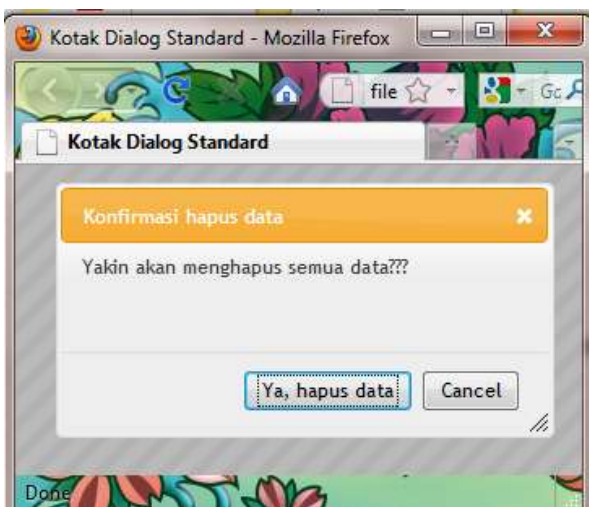 Kotak Dialog Standard - Mozilla Firefox
file
Kotak Dialog Standard
Konfirmasi hapus data
Yakin akan menghapus semua data???
Ya, hapus data
Cancel
Done